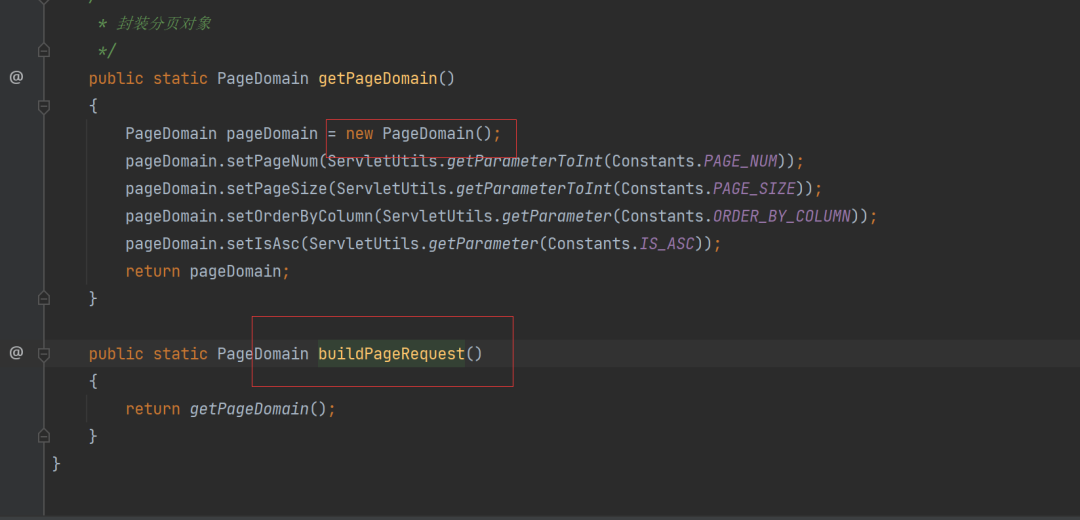 * 封装分页对象
*/
@ public static PageDomain getPageDomain()
{
PageDomain pageDomain = new PageDomain();
pageDomain.setPageNum(ServletUtils.getParameterToInt(Constants.PAGE_NUM));
pageDomain.setPageSize(ServletUtils.getParameterToInt(Constants.PAGE_SIZE));
pageDomain.setOrderByColumn(ServletUtils.getParameter(Constants.ORDER_BY_COLUMN));
pageDomain.setIsAsc(ServletUtils.getParameter(Constants.IS_ASC));
return pageDomain;
}
@ public static PageDomain buildPageRequest()
{
return getPageDomain();
}
}